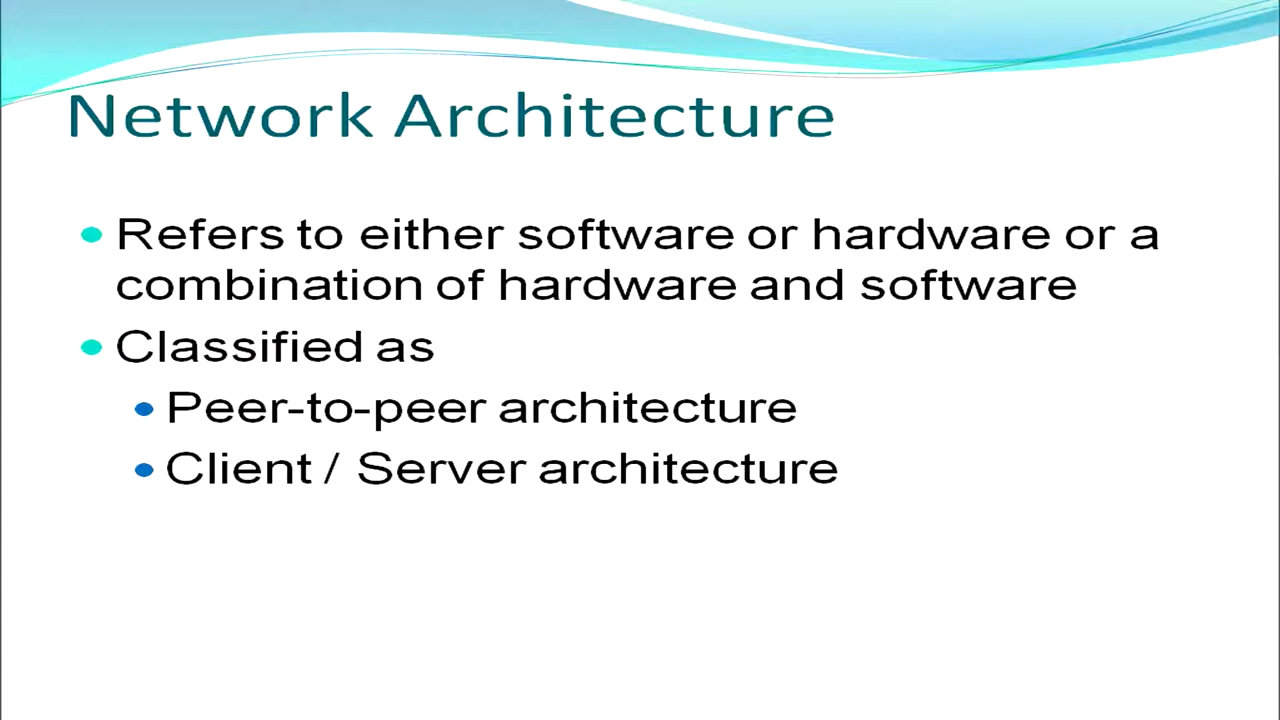 Network Architecture
Refers to either software or hardware or a
combination of hardware and software
Classified as
Peer-to-peer architecture
Client / Server architecture